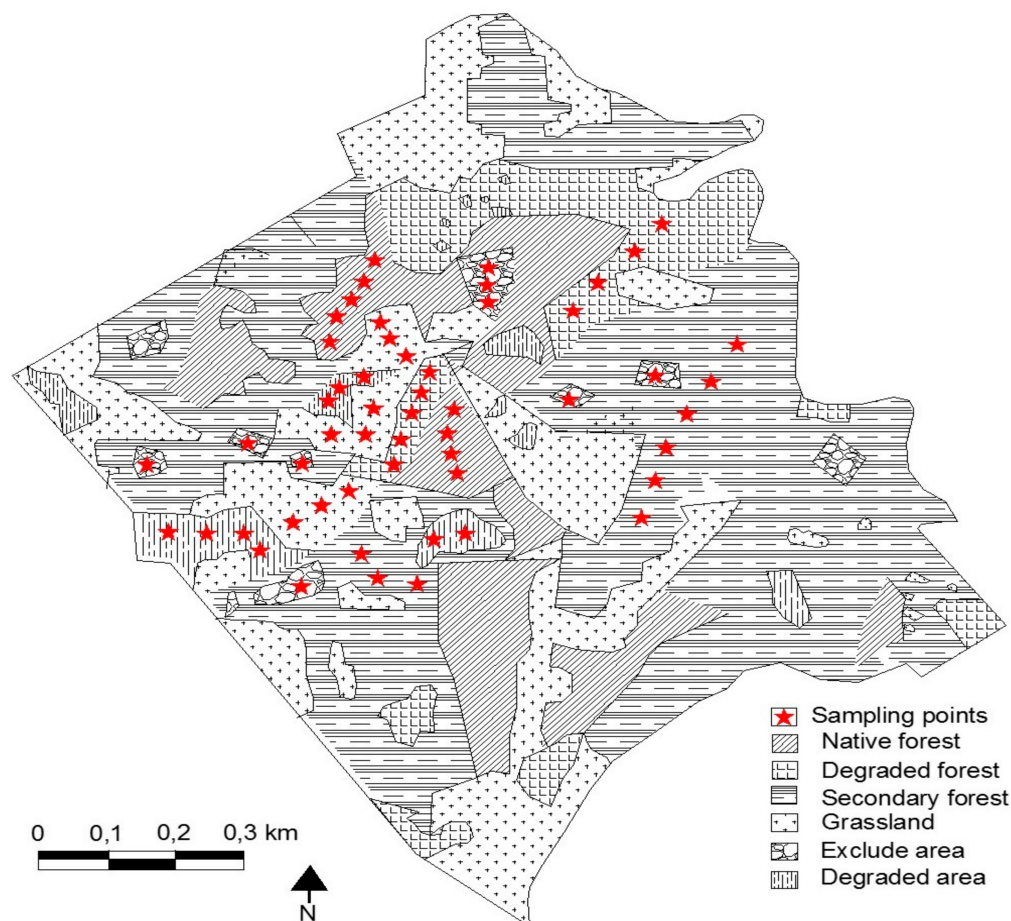 Sampling points
Native forest
Degraded forest
Secondary forest
Grassland
Exclude area
Degraded area
0 0,1 0,2 0,3 km
N